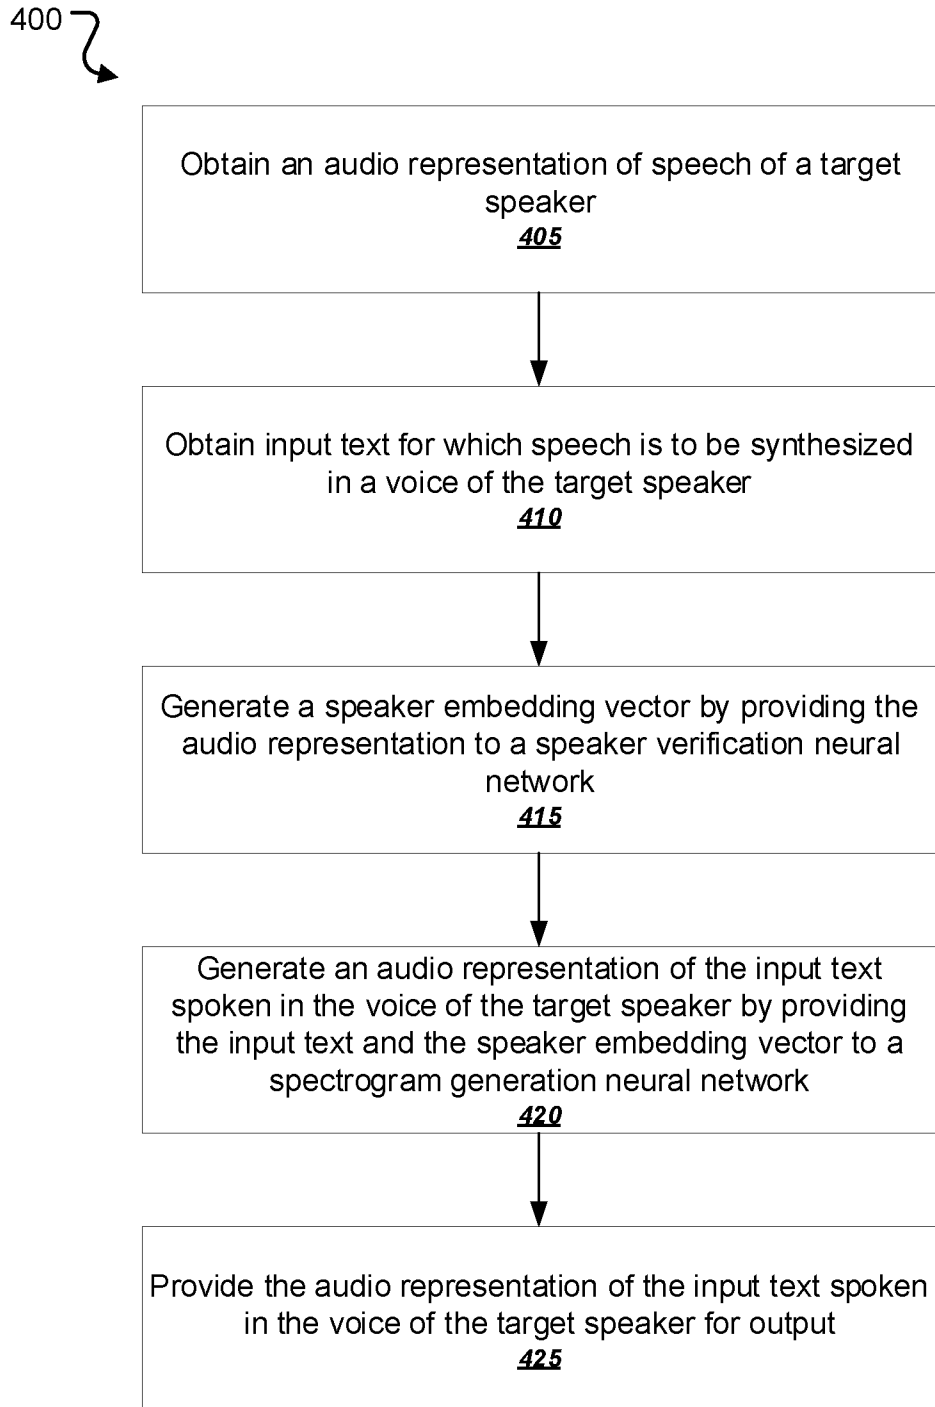 400
Obtain an audio representation of speech of a target
speaker
405
Obtain input text for which speech is to be synthesized
in a voice of the target speaker
410
Generate a speaker embedding vector by providing the
audio representation to a speaker verification neural
network
415
Generate an audio representation of the input text
spoken in the voice of the target speaker by providing
the input text and the speaker embedding vector to a
spectrogram generation neural network
420
Provide the audio representation of the input text spoken
in the voice of the target speaker for output
425